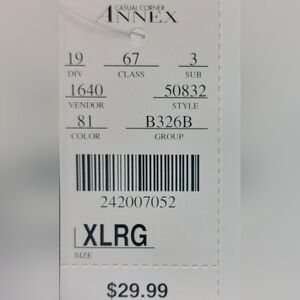 CASUAL CORNER
ANNEX
19 67 3
DIV CLASS SUB
1640 50832
VENDOR STYLE
81 B326B
COLOR GROUP
242007052
XLRG
SIZE
$29.99